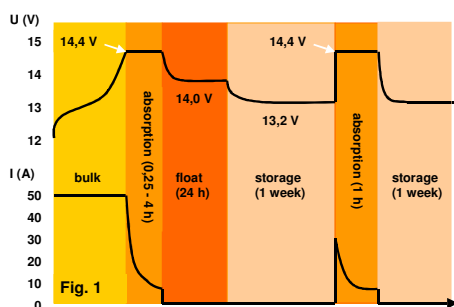 U (V)
15
14,4 V
14,4 V
14
14,0 V
13
13,2 V
12
absorption (0,25 - 4 h)
absorption (1 h)
I (A)
bulk
float
(24 h)
storage
(1 week)
storage
(1 week)
50
40
30
20
10
0
Fig. 1